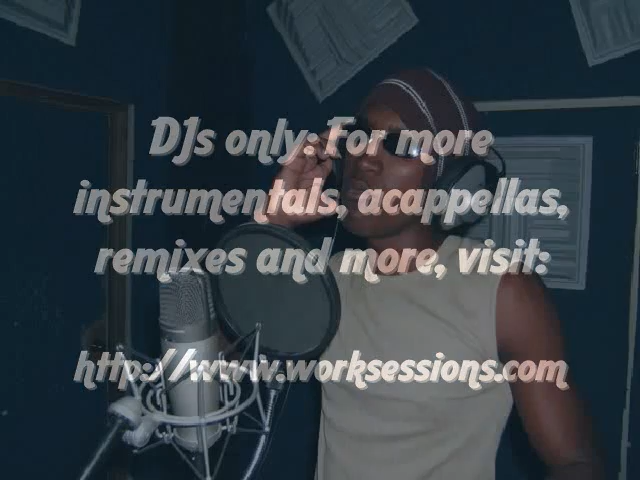 DJs only: For more
instrumentals, acappellas,
remixes and more, visit:
http://www.worksessions.com